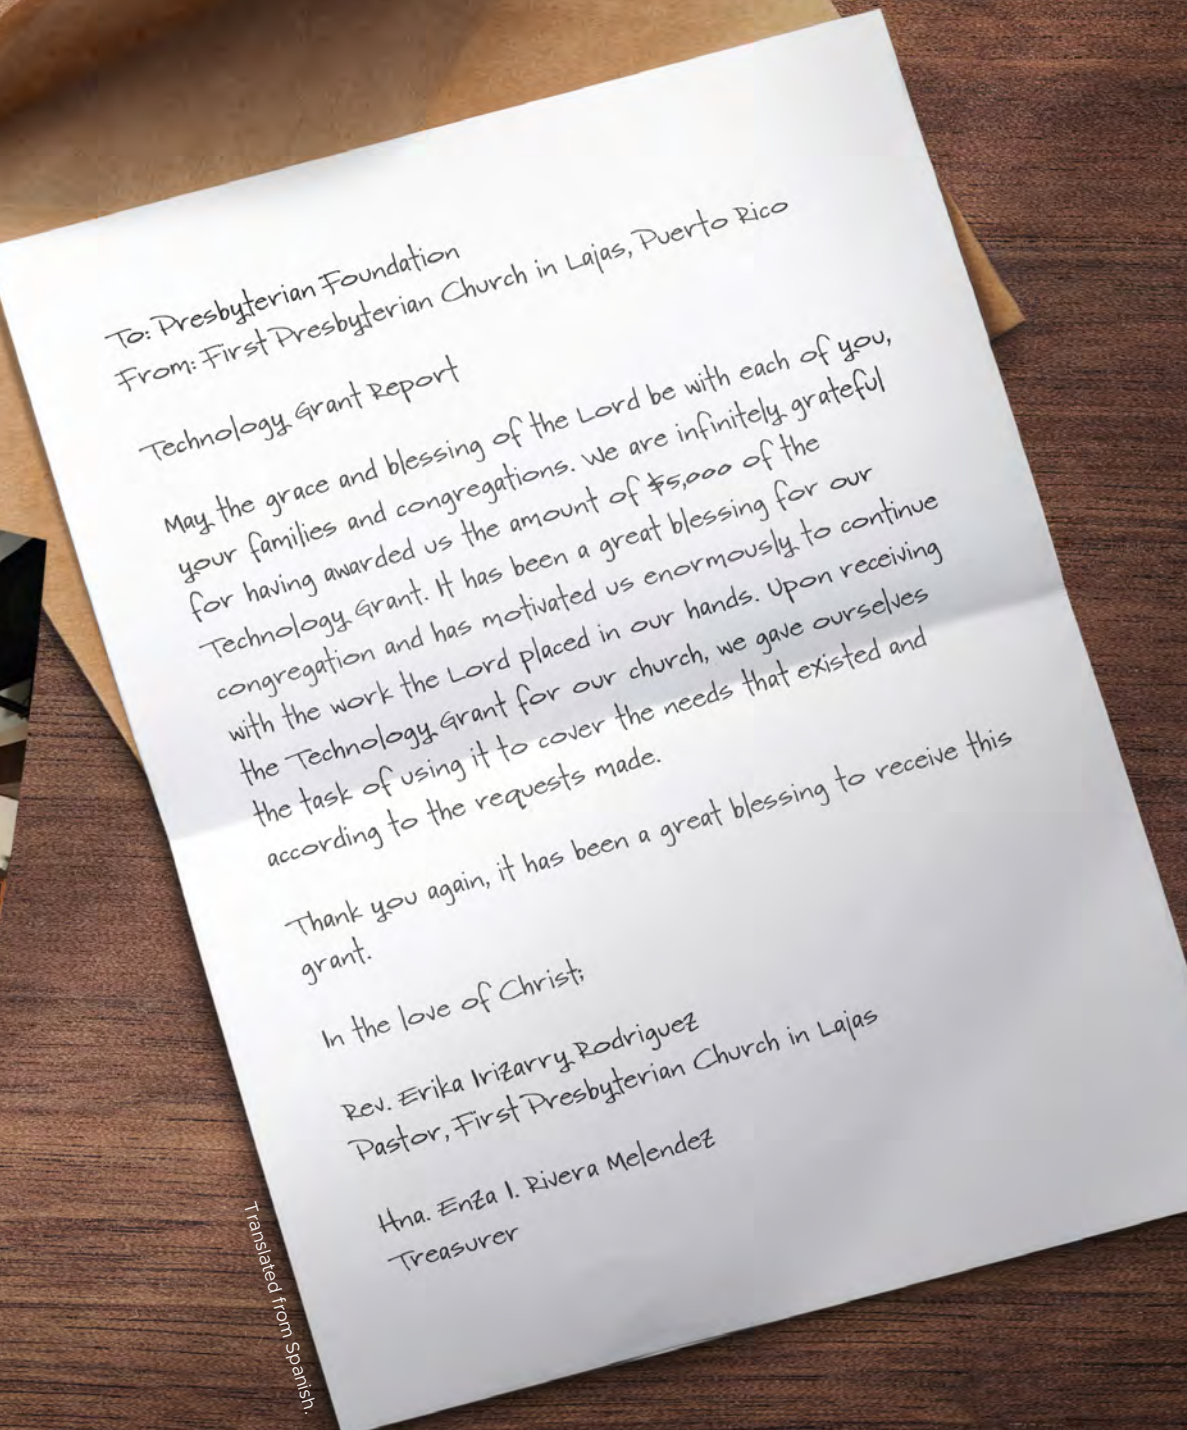 To: Presbyterian Foundation
From: First Presbyterian Church in Lajas, Puerto Rico
Technology Grant Report
May the grace and blessing of the Lord be with each of you,
your families and congregations. We are infinitely grateful
for having awarded us the amount of $5,000 of the
Technology Grant. It has been a great blessing for our
congregation and has motivated us enormously to continue
with the work the Lord placed in our hands. Upon receiving
the Technology Grant for our church, we gave ourselves
the task of using it to cover the needs that existed and
according to the requests made.
Thank you again, it has been a great blessing to receive this
grant.
In the love of Christ;
Rev. Erika Irizarry Rodriguez
Pastor, First Presbyterian Church in Lajas
Hna. Enza I. Rivera Melendez
Treasurer
Translated from Spanish.